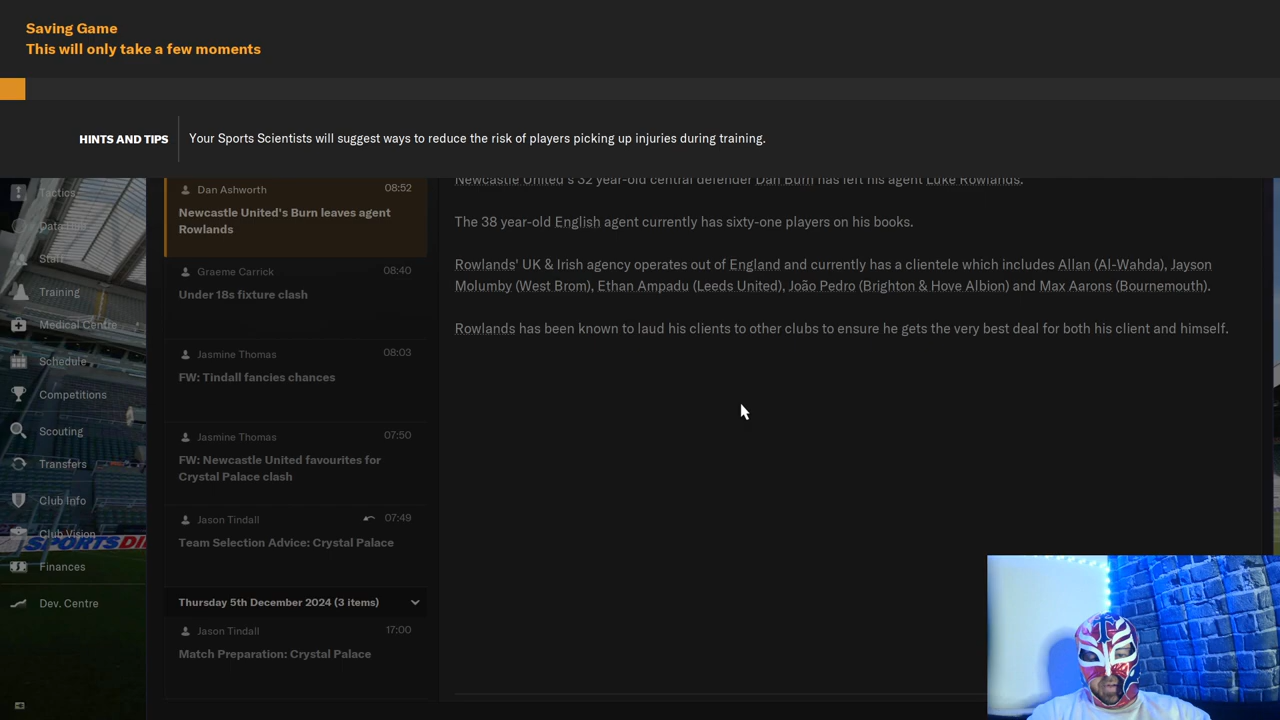 Saving Game
This will only take a few moments
HINTS AND TIPS
Your Sports Scientists will suggest ways to reduce the risk of players picking up injuries during training.
Tactics
Data Hub
Staff
Training
Medical Centre
Schedule
Competitions
Scouting
Transfers
Club Info
Club Vision
Finances
Dev. Centre
SPORTSDI
Dan Ashworth 08:52
Newcastle United's Burn leaves agent
Rowlands
Graeme Carrick 08:40
Under 18s fixture clash
Jasmine Thomas 08:03
FW: Tindall fancies chances
Jasmine Thomas 07:50
FW: Newcastle United favourites for
Crystal Palace clash
Jason Tindall 07:49
Team Selection Advice: Crystal Palace
Thursday 5th December 2024 (3 items)
Jason Tindall 17:00
Match Preparation: Crystal Palace
Newcastle United's 32 year-old central defender Dan Burn has left his agent Luke Rowlands.
The 38 year-old English agent currently has sixty-one players on his books.
Rowlands' UK & Irish agency operates out of England and currently has a clientele which includes Allan (Al-Wahda), Jayson
Molumby (West Brom), Ethan Ampadu (Leeds United), João Pedro (Brighton & Hove Albion) and Max Aarons (Bournemouth).
Rowlands has been known to laud his clients to other clubs to ensure he gets the very best deal for both his client and himself.